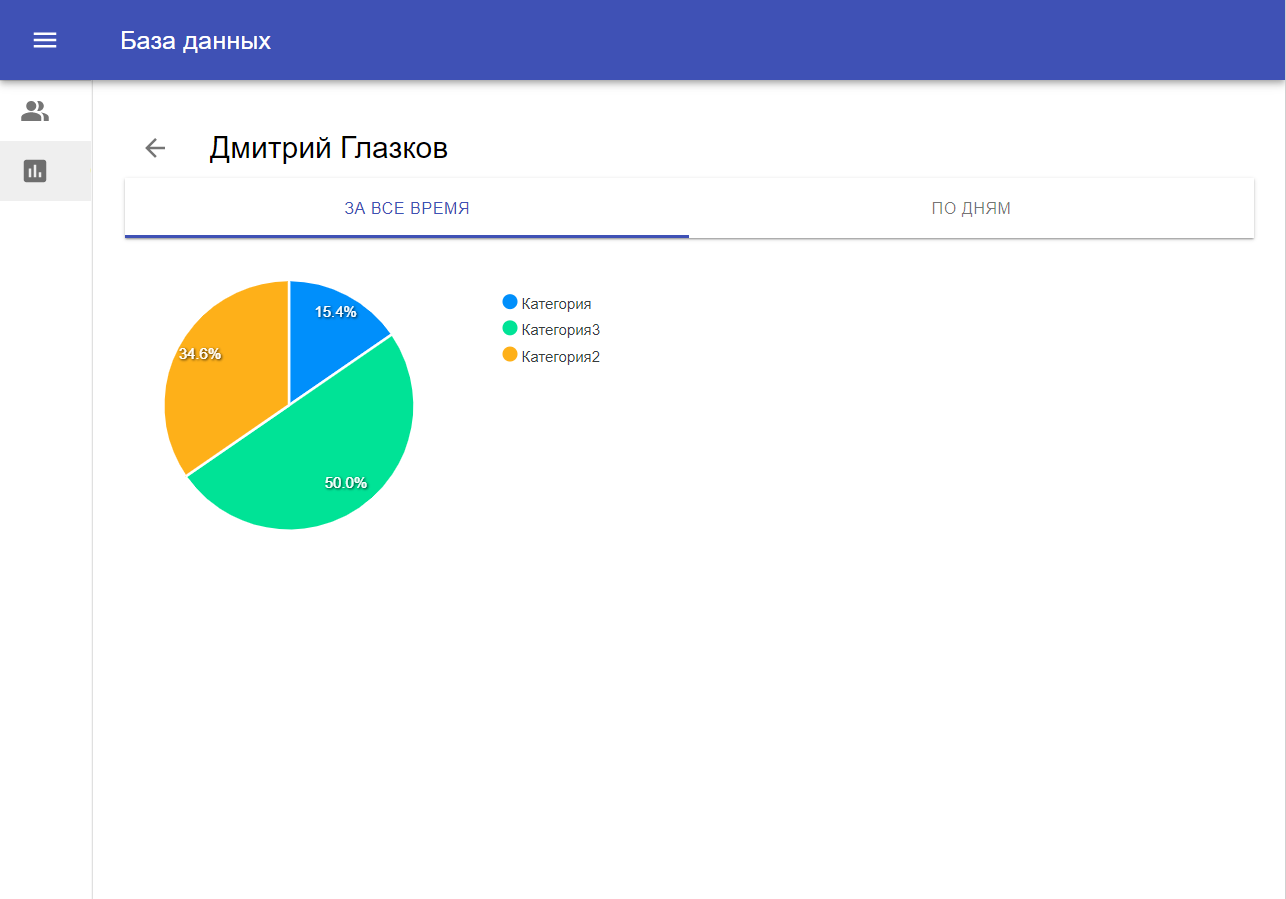 База данных
Дмитрий Глазков
ЗА ВСЕ ВРЕМЯ
ПО ДНЯМ
15.4%
34.6%
50.0%
Категория
Категория3
Категория2